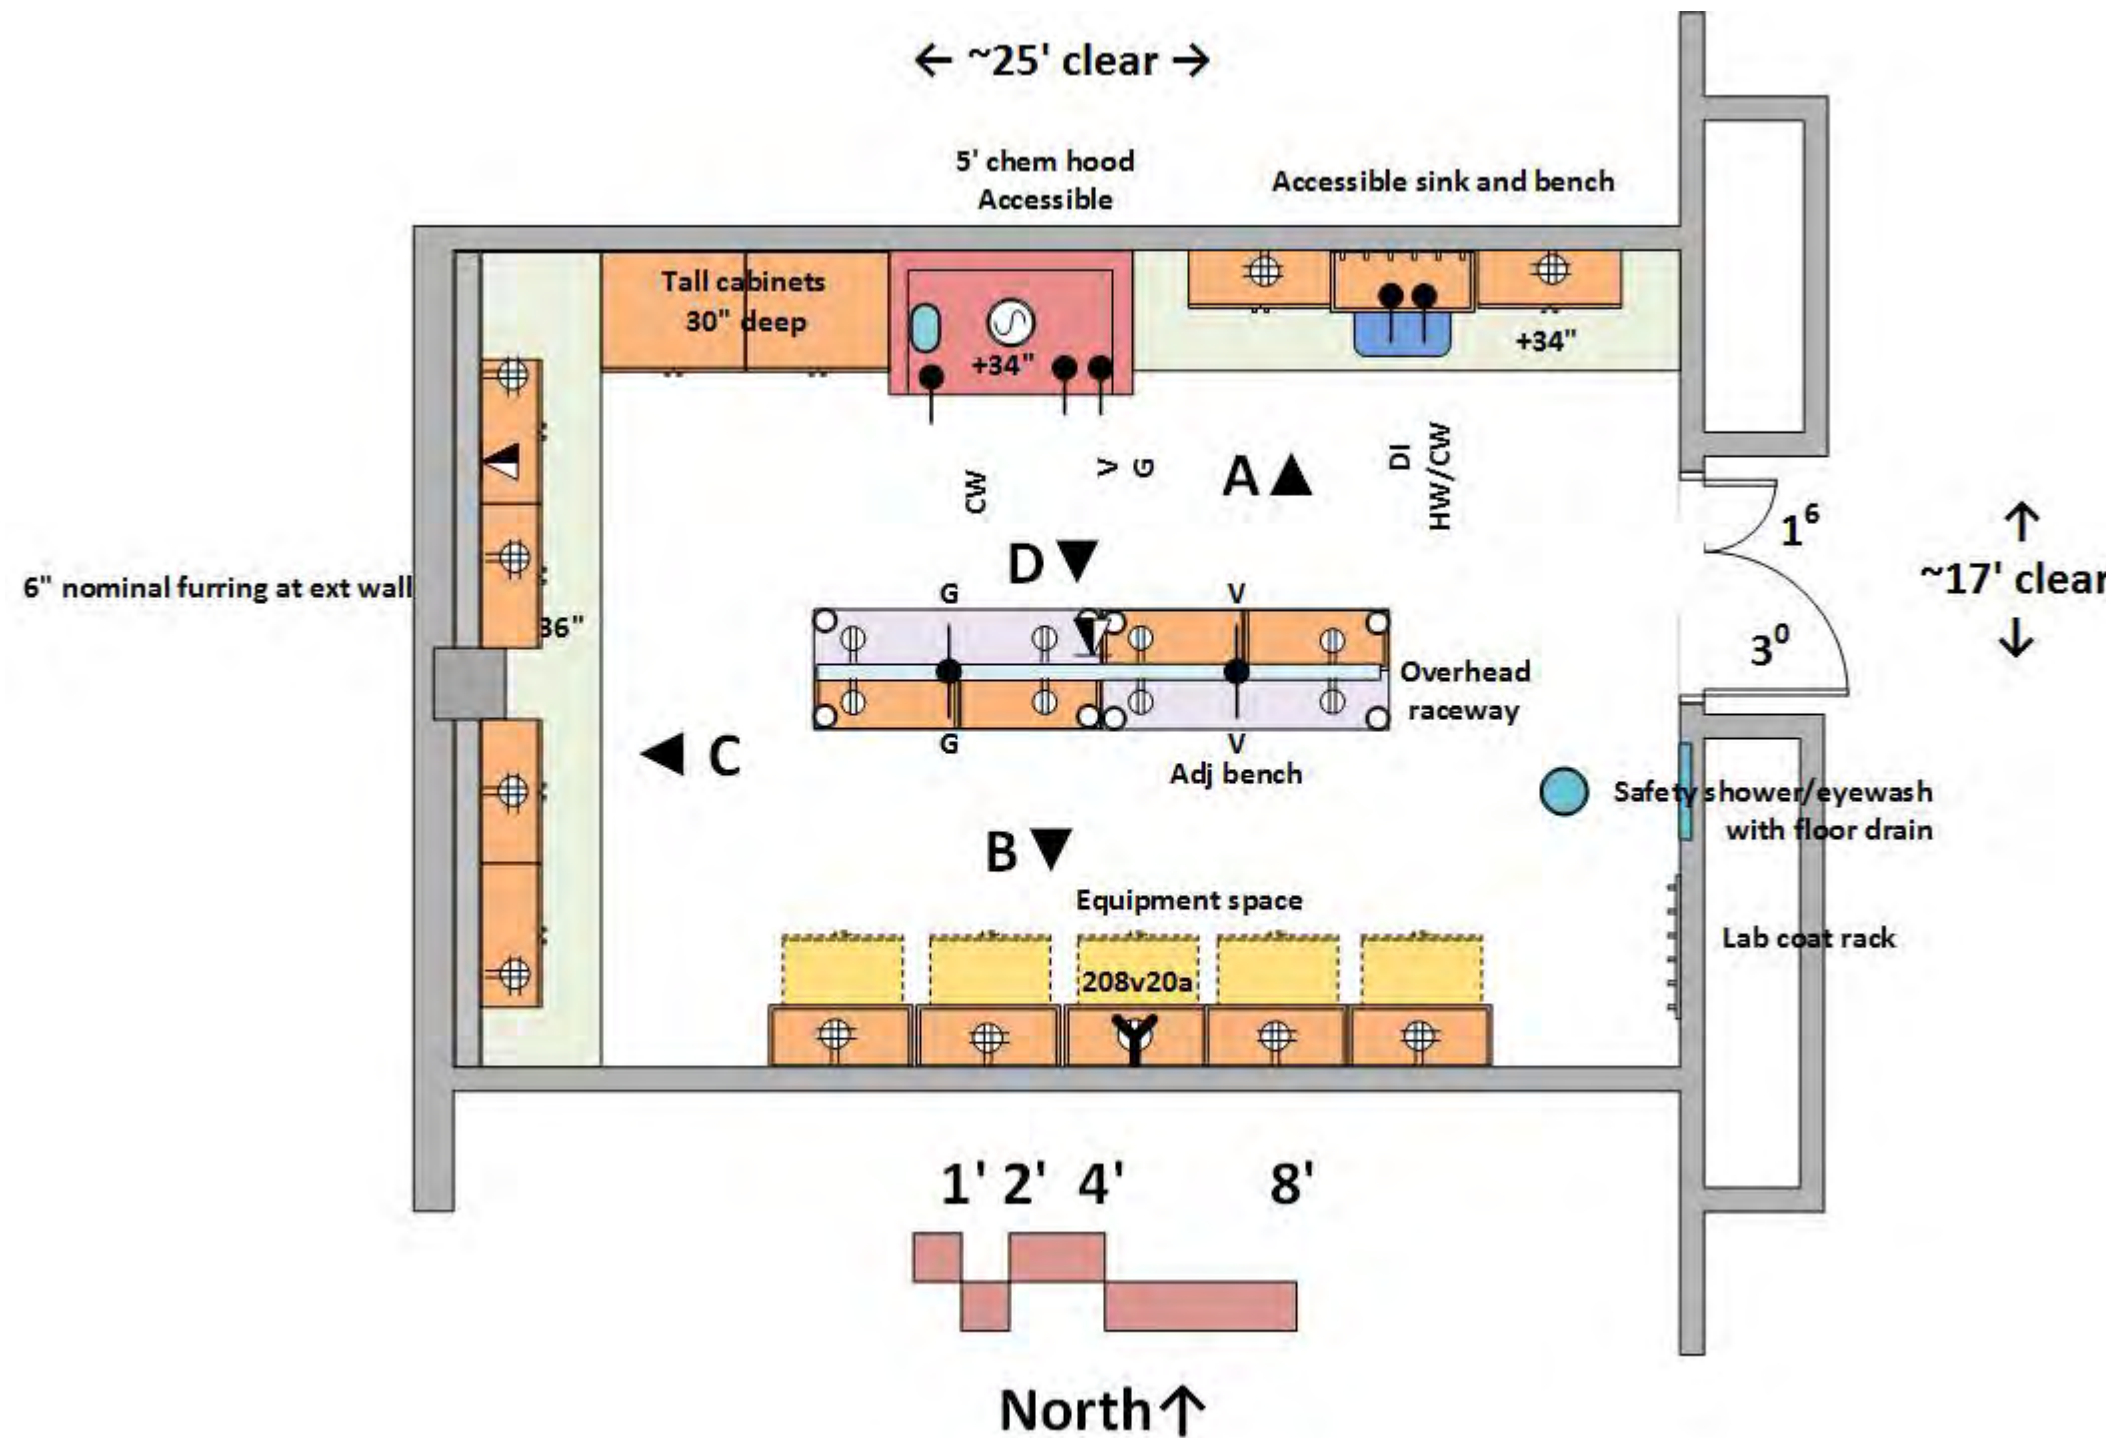 ← ~25' clear →
5' chem hood
Accessible
Accessible sink and bench
Tall cabinets
30" deep
+34"
+34"
CW
V
G
A
DI
HW/CW
1⁶
3⁰
~17' clear
6" nominal furring at ext wall
36"
D
G
V
Overhead
raceway
G
V
Adj bench
C
Safety shower/eyewash
with floor drain
B
Equipment space
208v20a
Lab coat rack
1' 2' 4' 8'
North↑